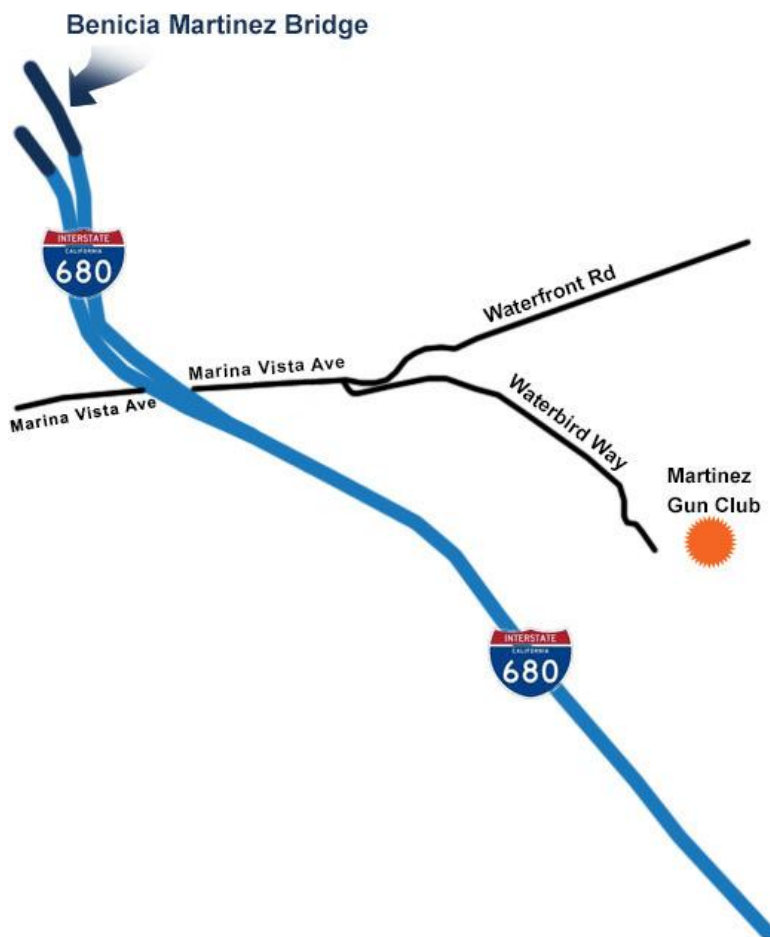 Benicia Martinez Bridge
INTERSTATE
CALIFORNIA
680
Waterfront Rd
Marina Vista Ave
Marina Vista Ave
Waterbird Way
Martinez
Gun Club
INTERSTATE
CALIFORNIA
680